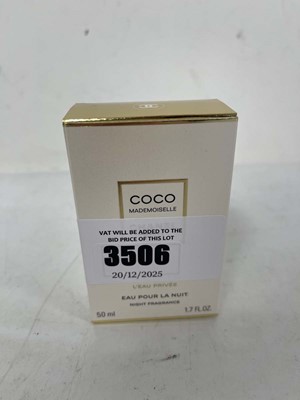 COCO
MADEMOISELLE
VAT WILL BE ADDED TO THE
BID PRICE OF THIS LOT
3506
20/12/2025
L'EAU PRIVÉE
EAU POUR LA NUIT
NIGHT FRAGRANCE
50 ml 1.7 FL.OZ.